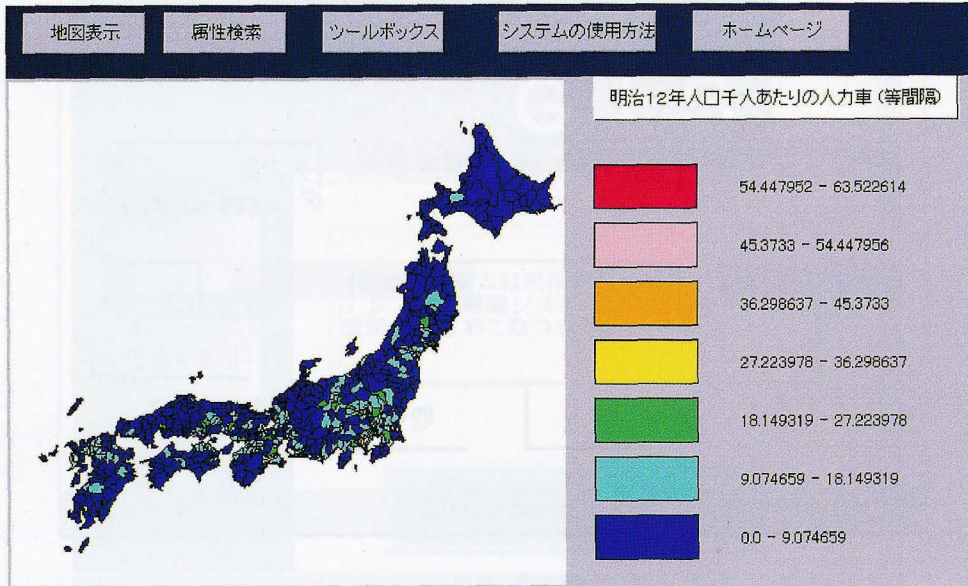 地図表示
属性検索
ツールボックス
システムの使用方法
ホームページ
明治12年人口千人あたりの人力車（等間隔）
54.447952 - 63.522614
45.3733 - 54.447956
36.298637 - 45.3733
27.223978 - 36.298637
18.149319 - 27.223978
9.074659 - 18.149319
0.0 - 9.074659